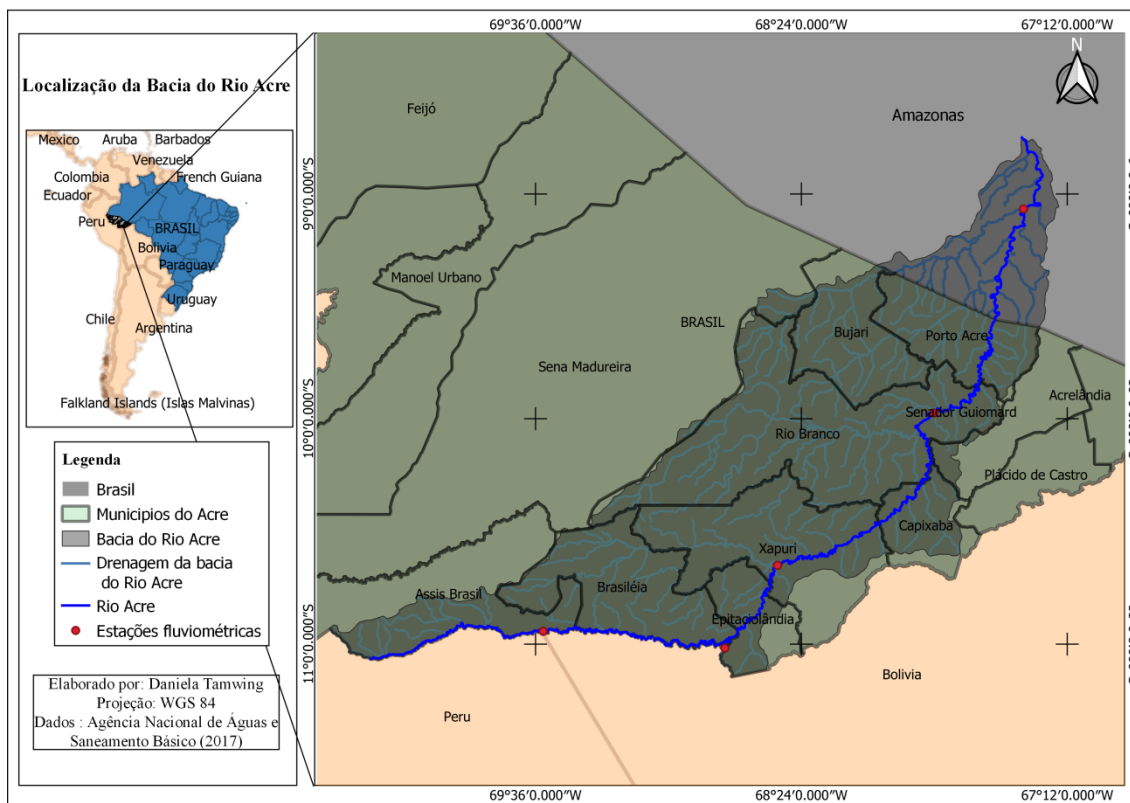 69°36'0.000"W
68°24'0.000"W
67°12'0.000"W
Localização da Bacia do Rio Acre
Mexico
Aruba
Barbados
Venezuela
Colombia
French Guiana
Ecuador
Peru
BRASIL
Bolivia
Paraguay
Uruguay
Chile
Argentina
Falkland Islands (Islas Malvinas)
Legenda
Brasil
Municipios do Acre
Bacia do Rio Acre
Drenagem da bacia
do Rio Acre
Rio Acre
Estações fluviométricas
Elaborado por: Daniela Tamwing
Projeção: WGS 84
Dados : Agência Nacional de Águas e
Saneamento Básico (2017)
N
Feijó
Amazonas
9°0'0.000"S
Manoel Urbano
BRASIL
Bujari
Porto Acre
Sena Madureira
Acrelândia
10°0'0.000"S
Senador Guiomard
Rio Branco
Plácido de Castro
Capixaba
Xapuri
Brasiléia
Assis Brasil
Epitaciolândia
11°0'0.000"S
Bolivia
Peru
69°36'0.000"W
68°24'0.000"W
67°12'0.000"W